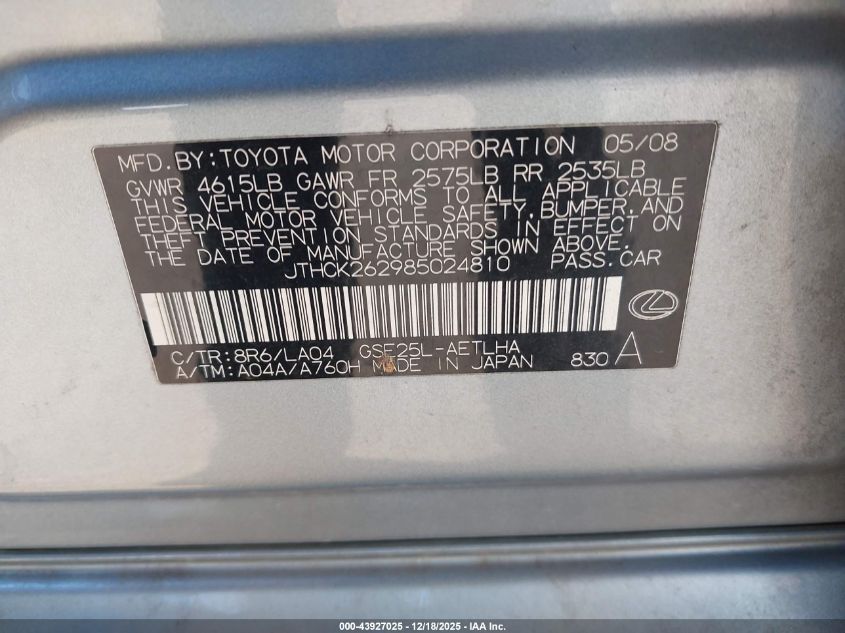 MFD.BY:TOYOTA MOTOR CORPORATION 05/08
GVWR 4615LB GAWR FR 2575LB RR 2535LB
THIS VEHICLE CONFORMS TO ALL APPLICABLE
FEDERAL MOTOR VEHICLE SAFETY, BUMPER, AND
THEFT PREVENTION STANDARDS IN EFFECT ON
THE DATE OF MANUFACTURE SHOWN ABOVE.
JTHCK262985024810 PASS.CAR
C/TR:8R6/LA04 GSE25L-AETLHA
A/TM:A04A/A760H MADE IN JAPAN 830 A
000-43927025 - 12/18/2025 - IAA Inc.